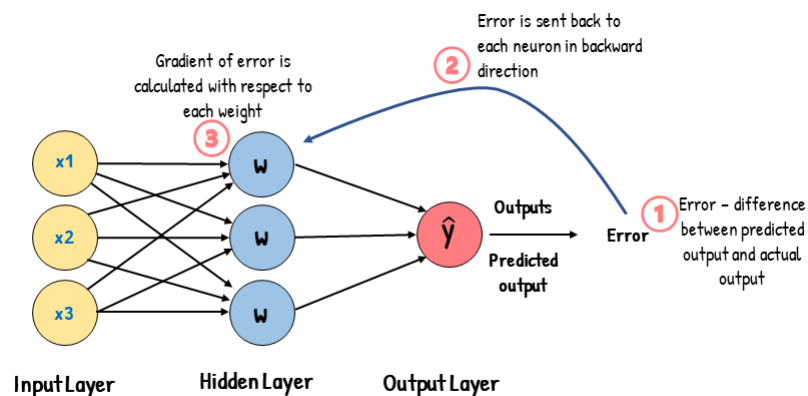 Error is sent back to
each neuron in backward
direction
2
Gradient of error is
calculated with respect to
each weight
3
x1
x2
x3
w
w
w
ŷ
Outputs
Predicted
output
Error
1
Error - difference
between predicted
output and actual
output
Input Layer
Hidden Layer
Output Layer